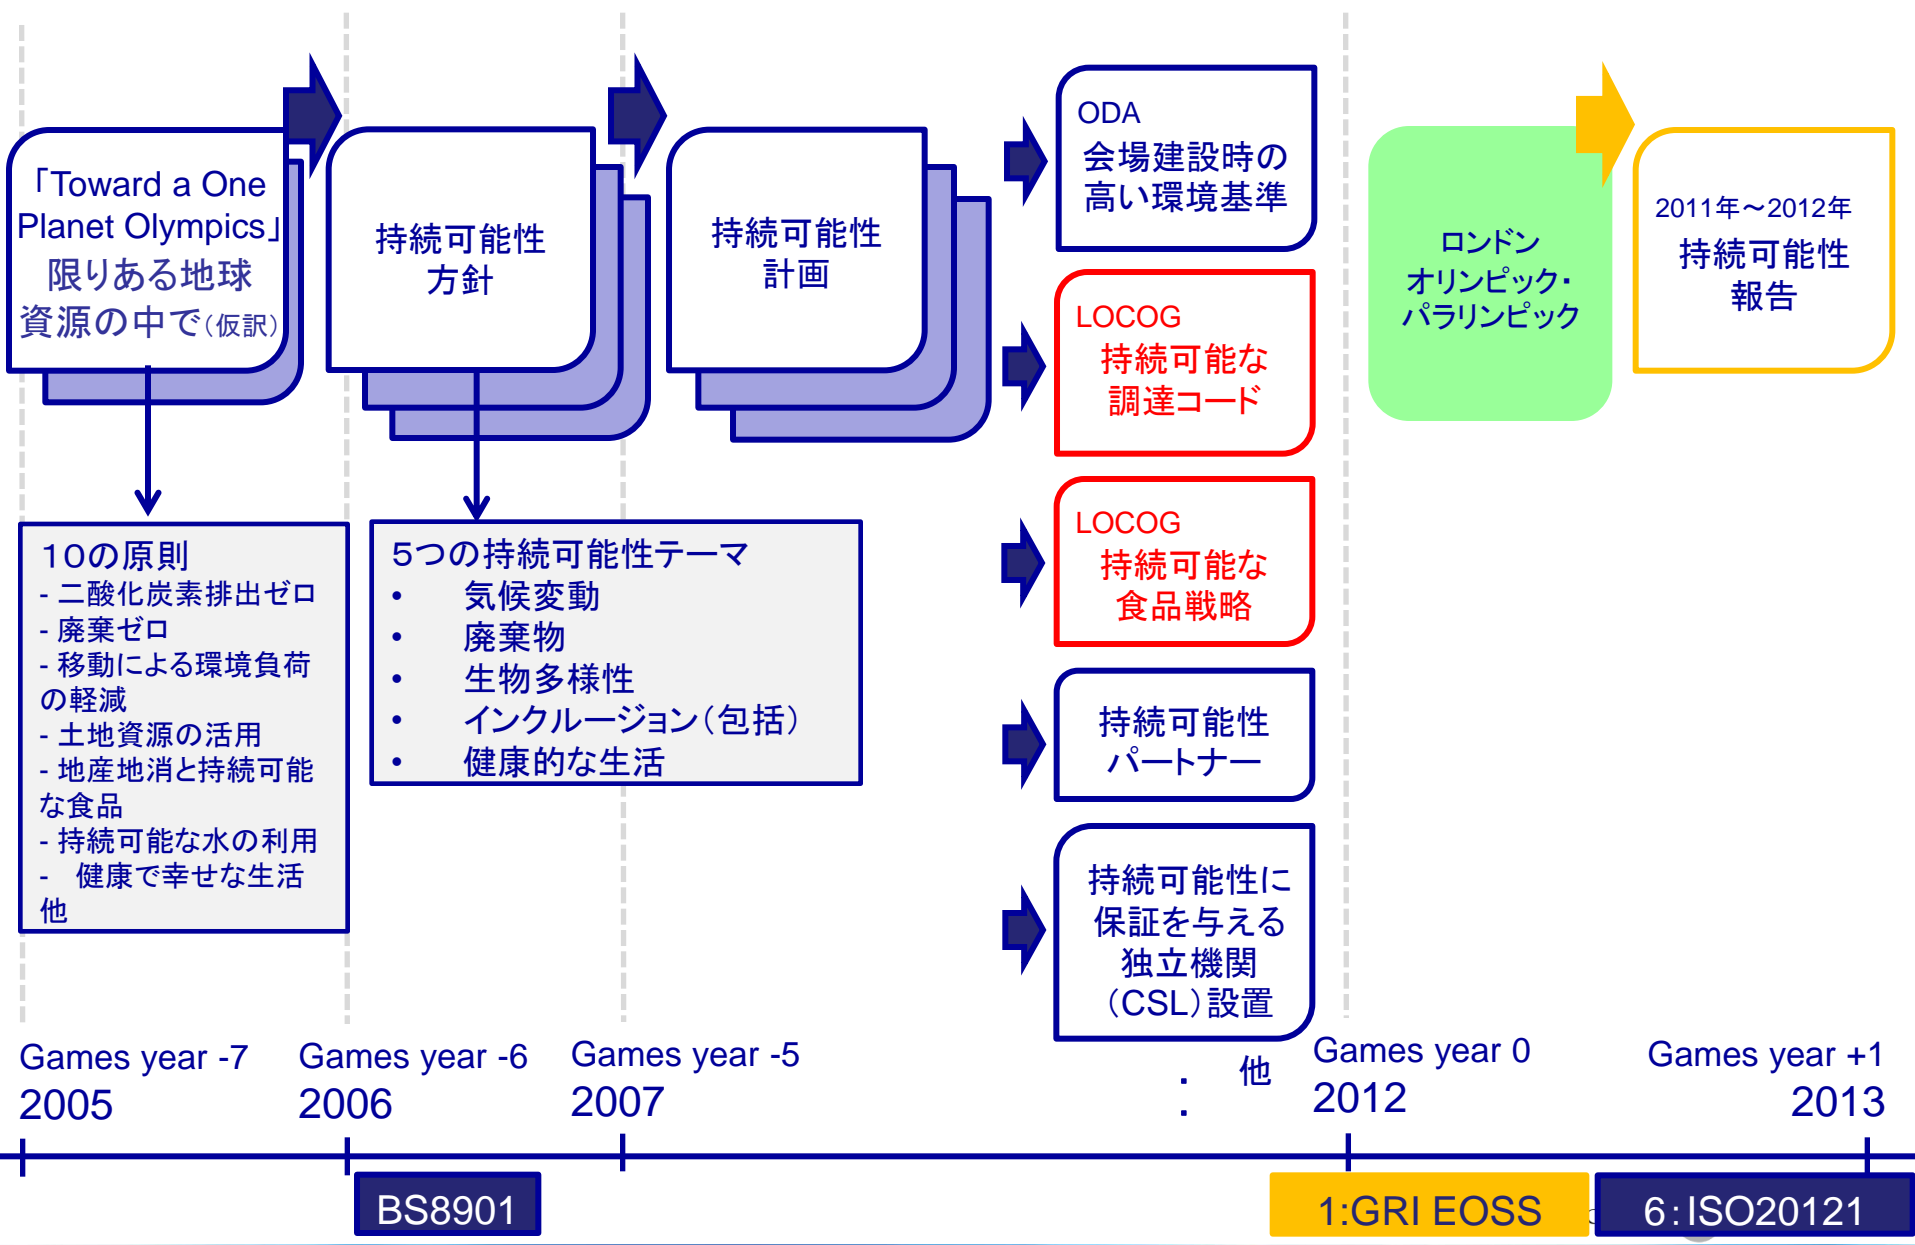 「Toward a One
Planet Olympics」
限りある地球
資源の中で(仮訳)
持続可能性
方針
持続可能性
計画
ODA
会場建設時の
高い環境基準
LOCOG
持続可能な
調達コード
LOCOG
持続可能な
食品戦略
持続可能性
パートナー
持続可能性に
保証を与える
独立機関
（CSL）設置
他
.
.
ロンドン
オリンピック・
パラリンピック
2011年～2012年
持続可能性
報告
１０の原則
- 二酸化炭素排出ゼロ
- 廃棄ゼロ
- 移動による環境負荷
の軽減
- 土地資源の活用
- 地産地消と持続可能
な食品
- 持続可能な水の利用
-　健康で幸せな生活
他
５つの持続可能性テーマ
• 気候変動
• 廃棄物
• 生物多様性
• インクルージョン（包括）
• 健康的な生活
Games year -7
2005
Games year -6
2006
Games year -5
2007
Games year 0
2012
Games year +1
2013
BS8901
1:GRI EOSS
6：ISO20121